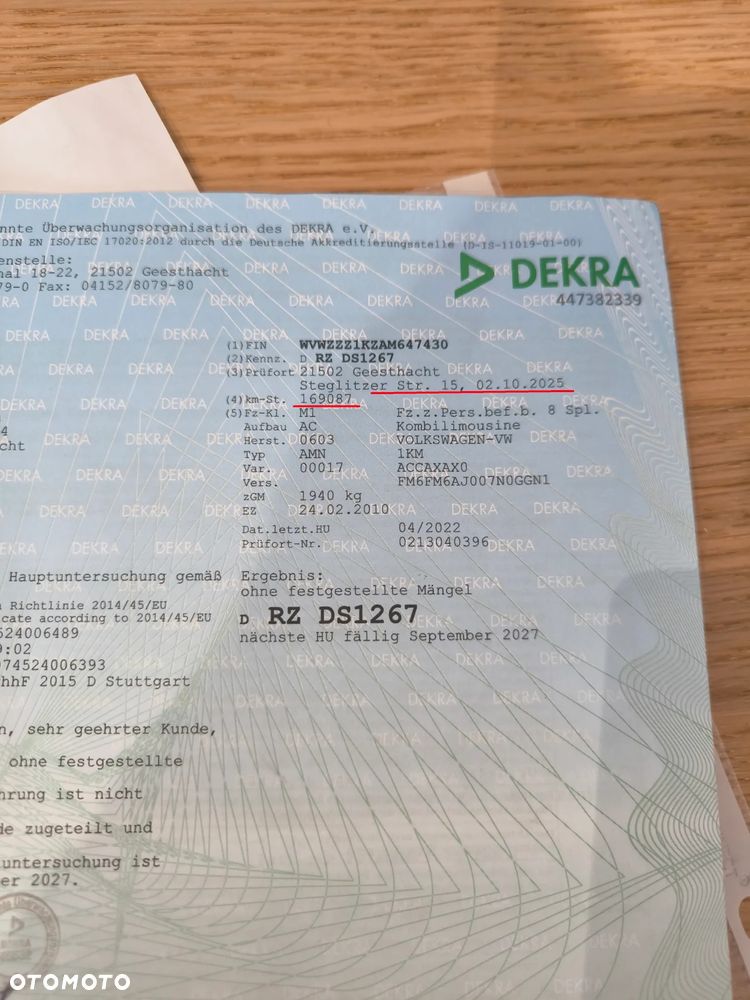 nnte Überwachungsorganisation des DEKRA e.V.
DIN EN ISO/IEC 17020:2012 durch die Deutsche Akkreditierungsstelle (D-IS-11019-01-00)
enstelle:
nal 18-22, 21502 Geesthacht
79-0 Fax: 04152/8079-80
DEKRA
447382339
(1)FIN WVWZZZ1KZAM647430
(2)Kennz. D RZ DS1267
(3)Prüfort 21502 Geesthacht
Steglitzer Str. 15, 02.10.2025
(4)km-St. 169087
(5)Fz-Kl. M1 Fz.z.Pers.bef.b. 8 Spl.
Aufbau AC Kombilimousine
Herst. 0603 VOLKSWAGEN-VW
Typ AMN 1KM
Var. 00017 ACCAXAX0
Vers. FM6FM6AJ007N0GGN1
zGM 1940 kg
EZ 24.02.2010
Dat.letzt.HU 04/2022
Prüfort-Nr. 0213040396
4
cht
Hauptuntersuchung gemäß
n Richtlinie 2014/45/EU
cate according to 2014/45/EU
524006489
9:02
074524006393
hhF 2015 D Stuttgart
Ergebnis:
ohne festgestellte Mängel
D RZ DS1267
nächste HU fällig September 2027
n, sehr geehrter Kunde,
ohne festgestellte
hrung ist nicht
de zugeteilt und
untersuchung ist
er 2027.
OTOMOTO